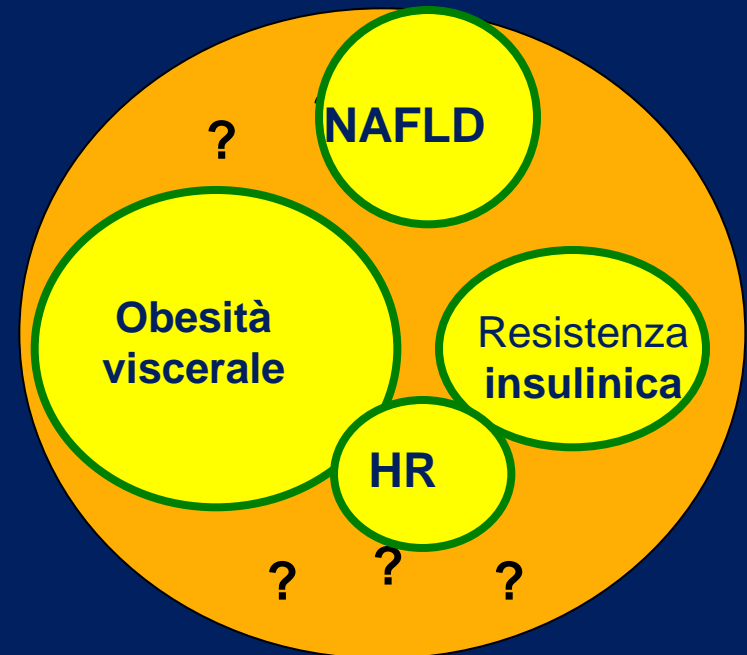 NAFLD
?
Obesità
viscerale
Resistenza
insulinica
HR
?
?
?